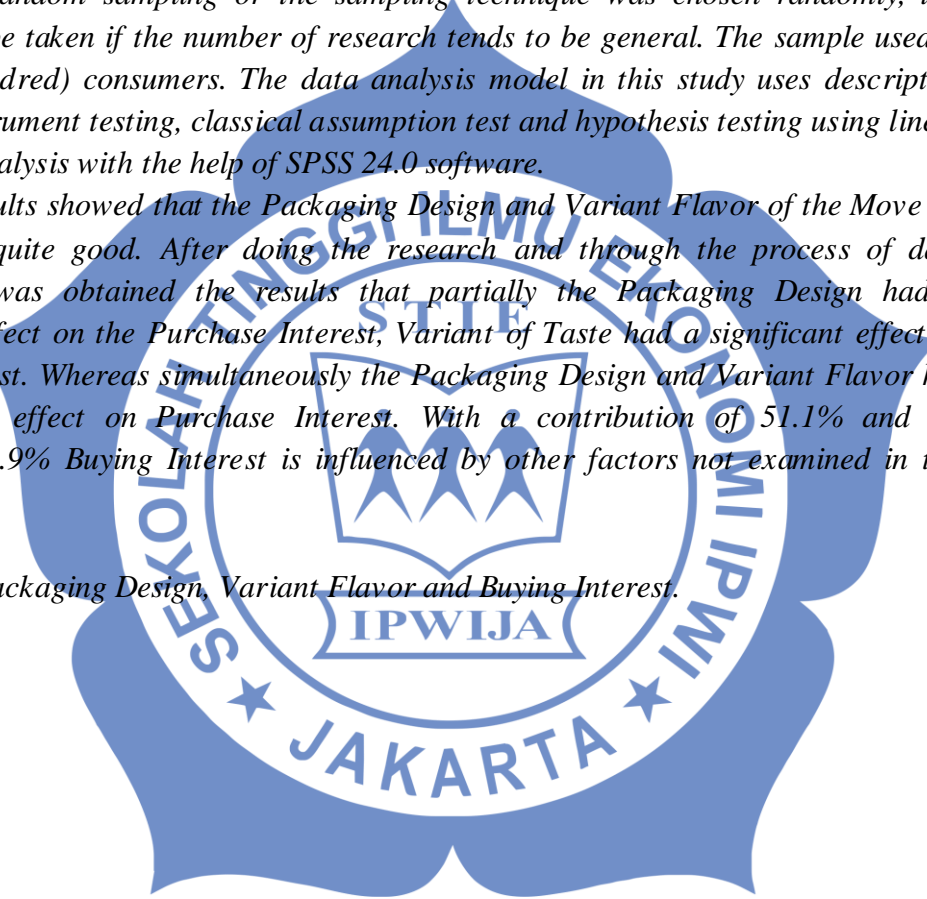 random sampling or the sampling technique was chosen randomly,
be taken if the number of research tends to be general. The sample used
dred) consumers. The data analysis model in this study uses descript
rument testing, classical assumption test and hypothesis testing using line
alysis with the help of SPSS 24.0 software.
ults showed that the Packaging Design and Variant Flavor of the Move
quite good. After doing the research and through the process of d
was obtained the results that partially the Packaging Design had
fect on the Purchase Interest, Variant of Taste had a significant effect
st. Whereas simultaneously the Packaging Design and Variant Flavor h
effect on Purchase Interest. With a contribution of 51.1% and
.9% Buying Interest is influenced by other factors not examined in t
ackaging Design, Variant Flavor and Buying Interest.
SEKOLAH TINGGI ILMU EKONOMI IPWI
STIE
IPWIJA
JAKARTA